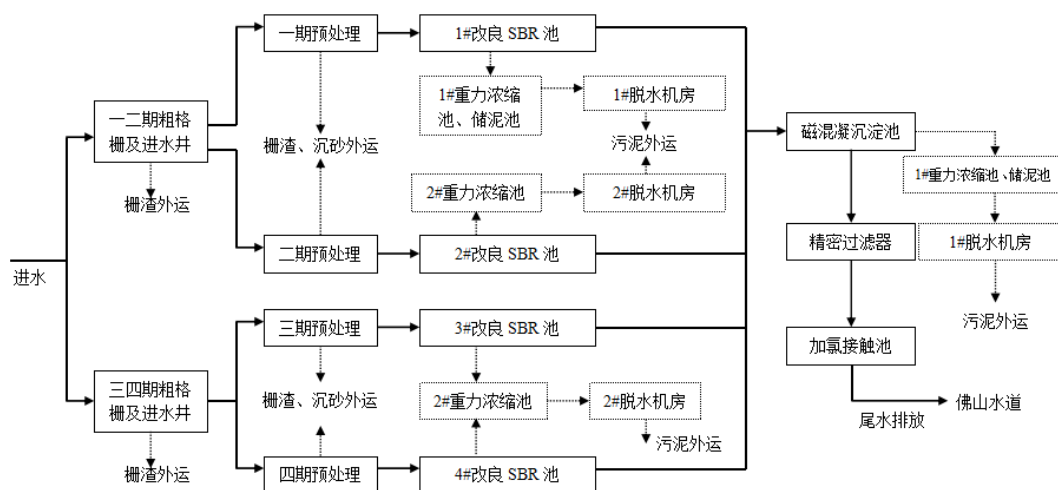 一期预处理
1#改良 SBR 池
一二期粗格
栅及进水井
栅渣外运
栅渣、沉砂外运
1#重力浓缩
池、储泥池
1#脱水机房
污泥外运
2#重力浓缩池
2#脱水机房
二期预处理
2#改良 SBR 池
进水
三期预处理
3#改良 SBR 池
三四期粗格
栅及进水井
栅渣外运
栅渣、沉砂外运
2#重力浓缩池
2#脱水机房
污泥外运
四期预处理
4#改良 SBR 池
磁混凝沉淀池
1#重力浓缩池、储泥池
精密过滤器
1#脱水机房
污泥外运
加氯接触池
尾水排放
佛山水道